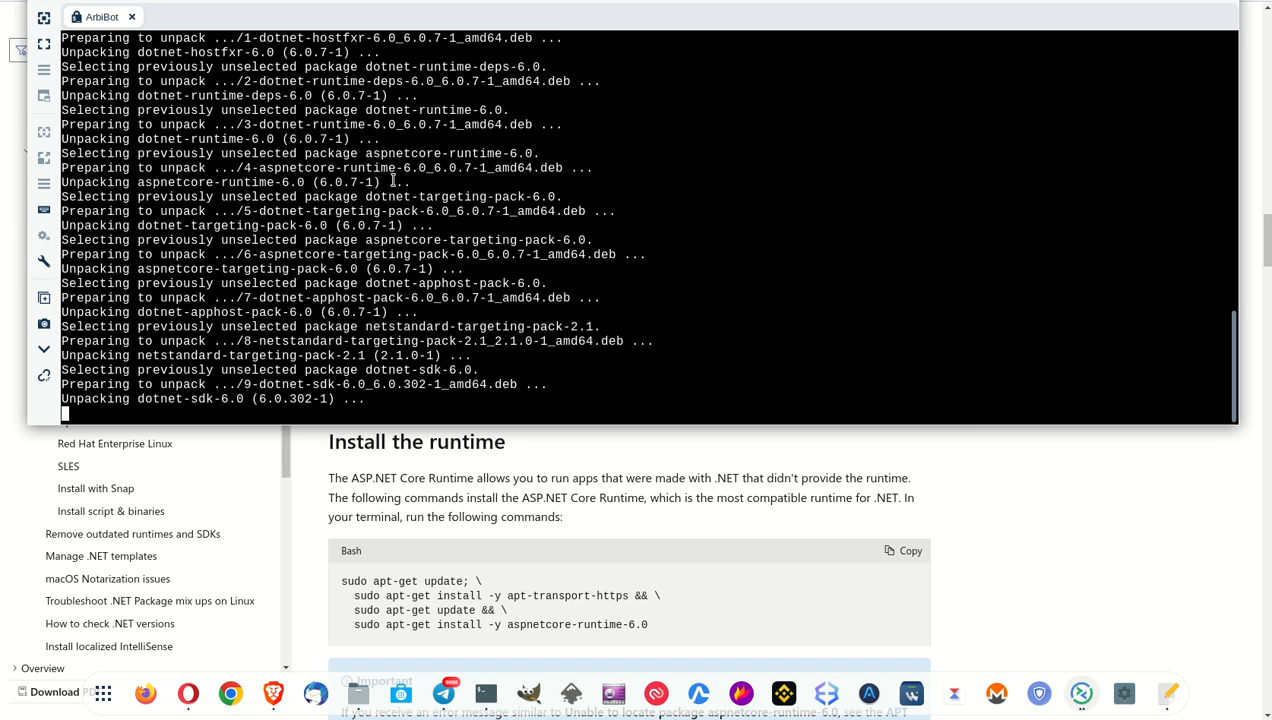 ArbiBot
Preparing to unpack .../1-dotnet-hostfxr-6.0_6.0.7-1_amd64.deb ...
Unpacking dotnet-hostfxr-6.0 (6.0.7-1) ...
Selecting previously unselected package dotnet-runtime-deps-6.0.
Preparing to unpack .../2-dotnet-runtime-deps-6.0_6.0.7-1_amd64.deb ...
Unpacking dotnet-runtime-deps-6.0 (6.0.7-1) ...
Selecting previously unselected package dotnet-runtime-6.0.
Preparing to unpack .../3-dotnet-runtime-6.0_6.0.7-1_amd64.deb ...
Unpacking dotnet-runtime-6.0 (6.0.7-1) ...
Selecting previously unselected package aspnetcore-runtime-6.0.
Preparing to unpack .../4-aspnetcore-runtime-6.0_6.0.7-1_amd64.deb ...
Unpacking aspnetcore-runtime-6.0 (6.0.7-1) ...
Selecting previously unselected package dotnet-targeting-pack-6.0.
Preparing to unpack .../5-dotnet-targeting-pack-6.0_6.0.7-1_amd64.deb ...
Unpacking dotnet-targeting-pack-6.0 (6.0.7-1) ...
Selecting previously unselected package aspnetcore-targeting-pack-6.0.
Preparing to unpack .../6-aspnetcore-targeting-pack-6.0_6.0.7-1_amd64.deb ...
Unpacking aspnetcore-targeting-pack-6.0 (6.0.7-1) ...
Selecting previously unselected package dotnet-apphost-pack-6.0.
Preparing to unpack .../7-dotnet-apphost-pack-6.0_6.0.7-1_amd64.deb ...
Unpacking dotnet-apphost-pack-6.0 (6.0.7-1) ...
Selecting previously unselected package netstandard-targeting-pack-2.1.
Preparing to unpack .../8-netstandard-targeting-pack-2.1_2.1.0-1_amd64.deb ...
Unpacking netstandard-targeting-pack-2.1 (2.1.0-1) ...
Selecting previously unselected package dotnet-sdk-6.0.
Preparing to unpack .../9-dotnet-sdk-6.0_6.0.302-1_amd64.deb ...
Unpacking dotnet-sdk-6.0 (6.0.302-1) ...
Red Hat Enterprise Linux
SLES
Install with Snap
Install script & binaries
Remove outdated runtimes and SDKs
Manage .NET templates
macOS Notarization issues
Troubleshoot .NET Package mix ups on Linux
How to check .NET versions
Install localized IntelliSense
Overview
Download PD
Install the runtime
The ASP.NET Core Runtime allows you to run apps that were made with .NET that didn't provide the runtime.
The following commands install the ASP.NET Core Runtime, which is the most compatible runtime for .NET. In
your terminal, run the following commands:
Bash
Copy
sudo apt-get update; \
sudo apt-get install -y apt-transport-https && \
sudo apt-get update && \
sudo apt-get install -y aspnetcore-runtime-6.0
Important
If you receive an error message similar to Unable to locate package aspnetcore-runtime-6.0, see the APT
9900